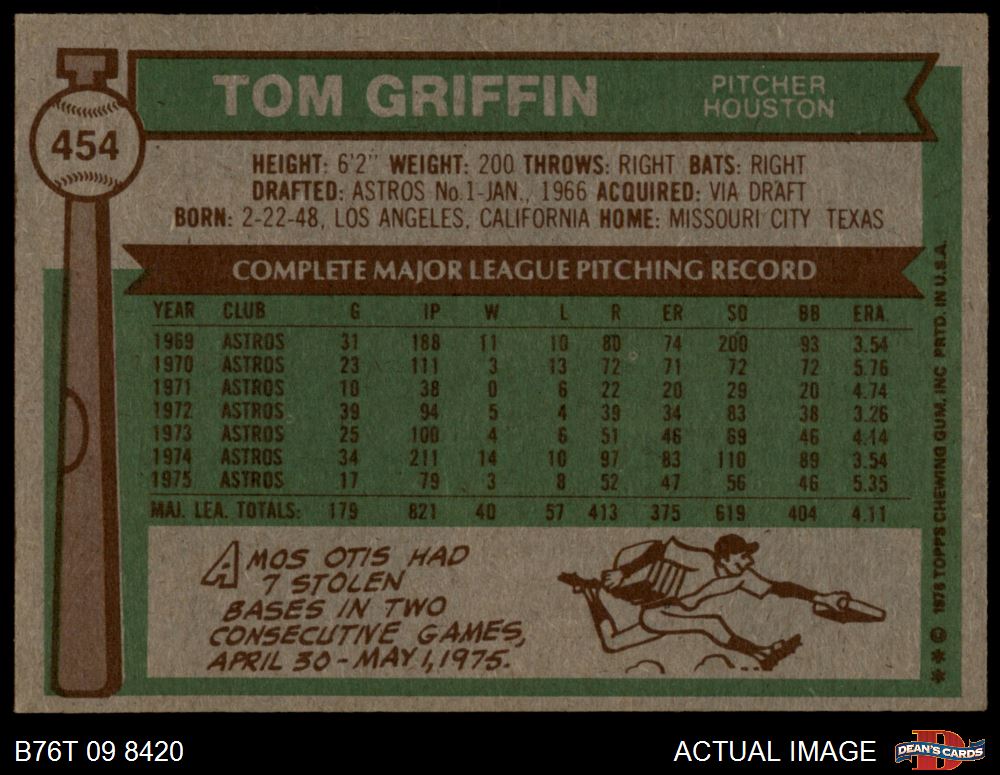 454
TOM GRIFFIN
PITCHER
HOUSTON
HEIGHT: 6'2" WEIGHT: 200 THROWS: RIGHT BATS: RIGHT
DRAFTED: ASTROS No.1-JAN., 1966 ACQUIRED: VIA DRAFT
BORN: 2-22-48, LOS ANGELES, CALIFORNIA HOME: MISSOURI CITY TEXAS
COMPLETE MAJOR LEAGUE PITCHING RECORD
YEAR CLUB G IP W L R ER SO BB ERA
1969 ASTROS 31 188 11 10 80 74 200 93 3.54
1970 ASTROS 23 111 3 13 72 71 72 72 5.76
1971 ASTROS 10 38 0 6 22 20 29 20 4.74
1972 ASTROS 39 94 5 4 39 34 83 38 3.26
1973 ASTROS 25 100 4 6 51 46 69 46 4.14
1974 ASTROS 34 211 14 10 97 83 110 89 3.54
1975 ASTROS 17 79 3 8 52 47 56 46 5.35
MAJ. LEA. TOTALS: 179 821 40 57 413 375 619 404 4.11
AMOS OTIS HAD
7 STOLEN
BASES IN TWO
CONSECUTIVE GAMES,
APRIL 30 - MAY 1, 1975.
* * © 1976 TOPPS CHEWING GUM, INC PRTD. IN U.S.A.
B76T 09 8420
ACTUAL IMAGE
D
DEAN'S CARDS